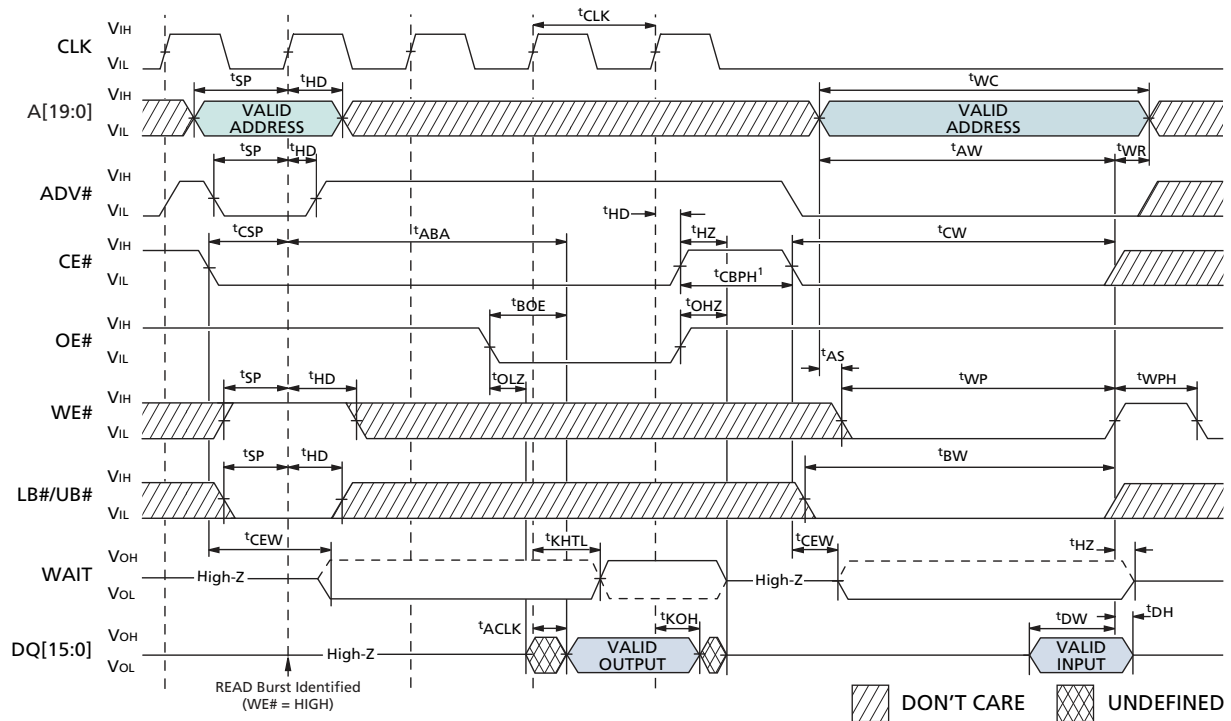 tCLK
CLK
VIH
VIL
tSP
tHD
tWC
A[19:0]
VIH
VIL
VALID
ADDRESS
VALID
ADDRESS
tSP
tHD
tAW
tWR
ADV#
VIH
VIL
tHD
tCSP
tABA
tHZ
tCW
CE#
VIH
VIL
tCBPH1
tBOE
tOHZ
OE#
VIH
VIL
tOLZ
tAS
tSP
tHD
tWP
tWPH
WE#
VIH
VIL
tSP
tHD
tBW
LB#/UB#
VIH
VIL
tCEW
tKHTL
tCEW
tHZ
WAIT
VOH
VOL
High-Z
High-Z
tACLK
tKOH
tDW
tDH
DQ[15:0]
VOH
VOL
High-Z
VALID
OUTPUT
VALID
INPUT
READ Burst Identified
(WE# = HIGH)
DON'T CARE
UNDEFINED